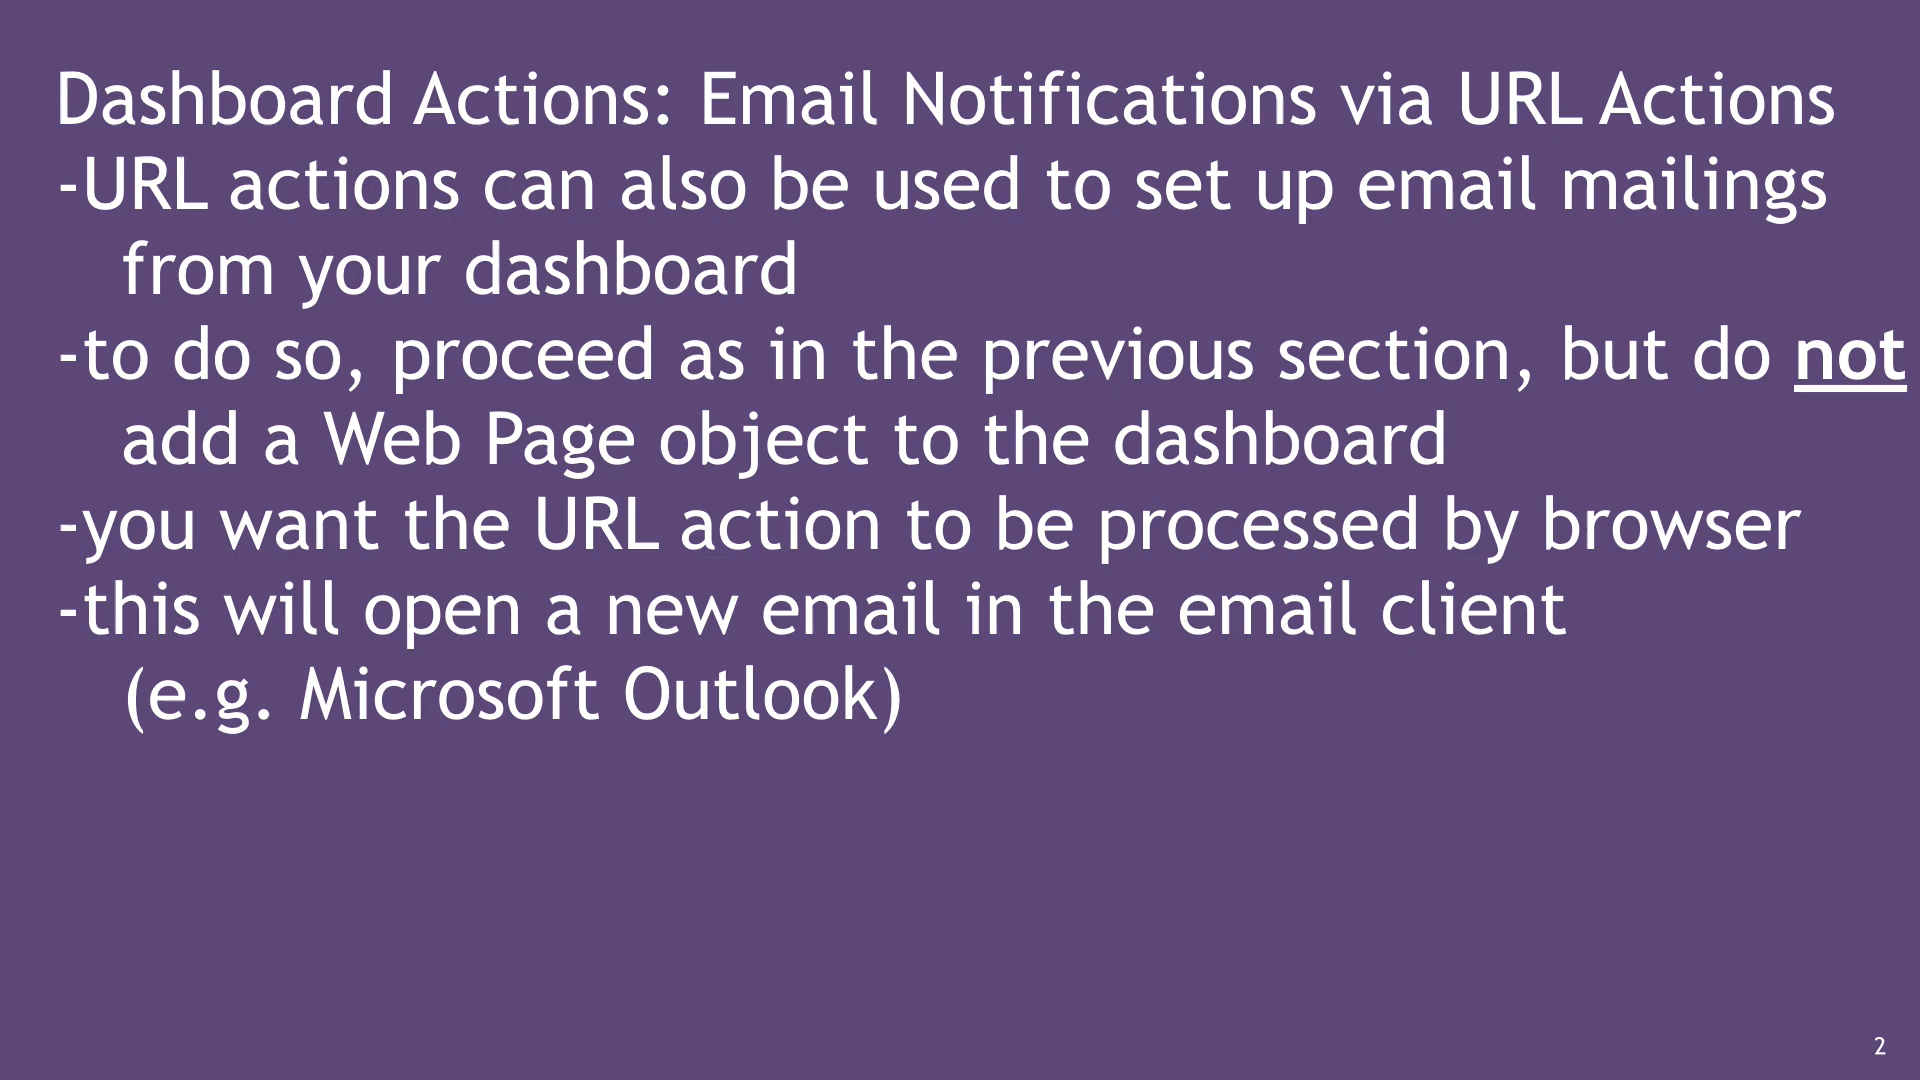 Dashboard Actions: Email Notifications via URL Actions
-URL actions can also be used to set up email mailings
from your dashboard
-to do so, proceed as in the previous section, but do not
add a Web Page object to the dashboard
-you want the URL action to be processed by browser
-this will open a new email in the email client
(e.g. Microsoft Outlook)
2